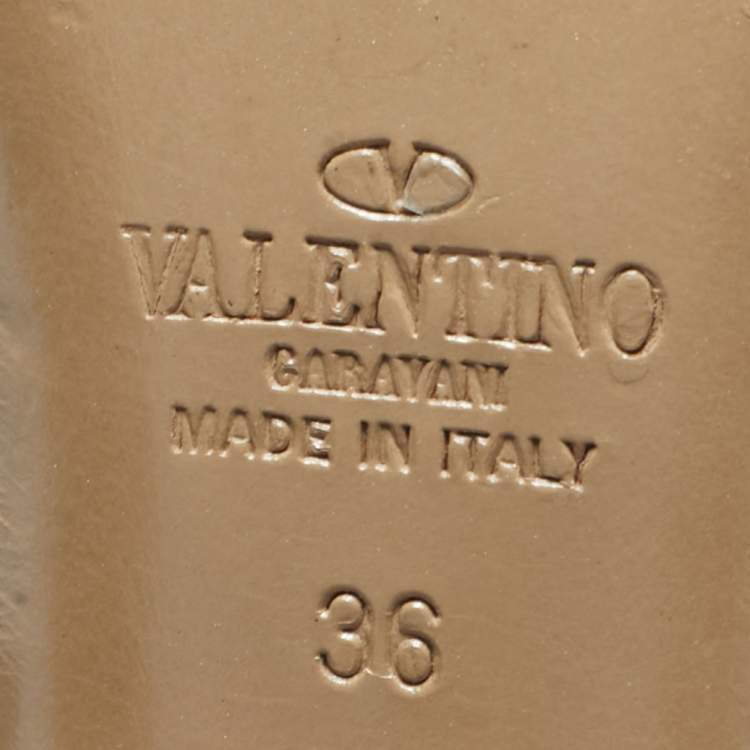 VALENTINO
GARAVANI
MADE IN ITALY
36